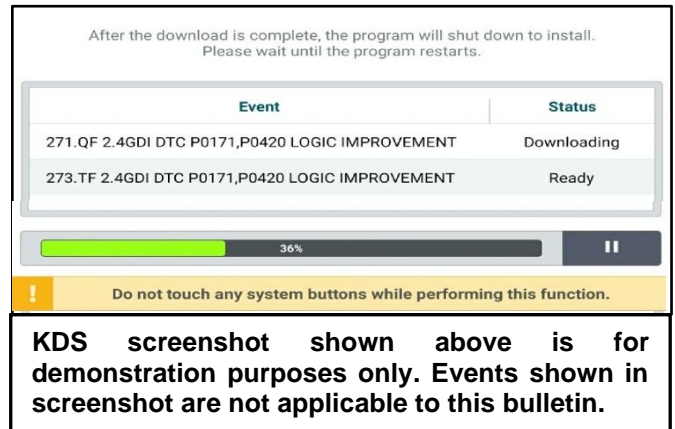 After the download is complete, the program will shut down to install.
Please wait until the program restarts.
Event Status
271.QF 2.4GDI DTC P0171,P0420 LOGIC IMPROVEMENT Downloading
273.TF 2.4GDI DTC P0171,P0420 LOGIC IMPROVEMENT Ready
36%
! Do not touch any system buttons while performing this function.
KDS screenshot shown above is for
demonstration purposes only. Events shown in
screenshot are not applicable to this bulletin.